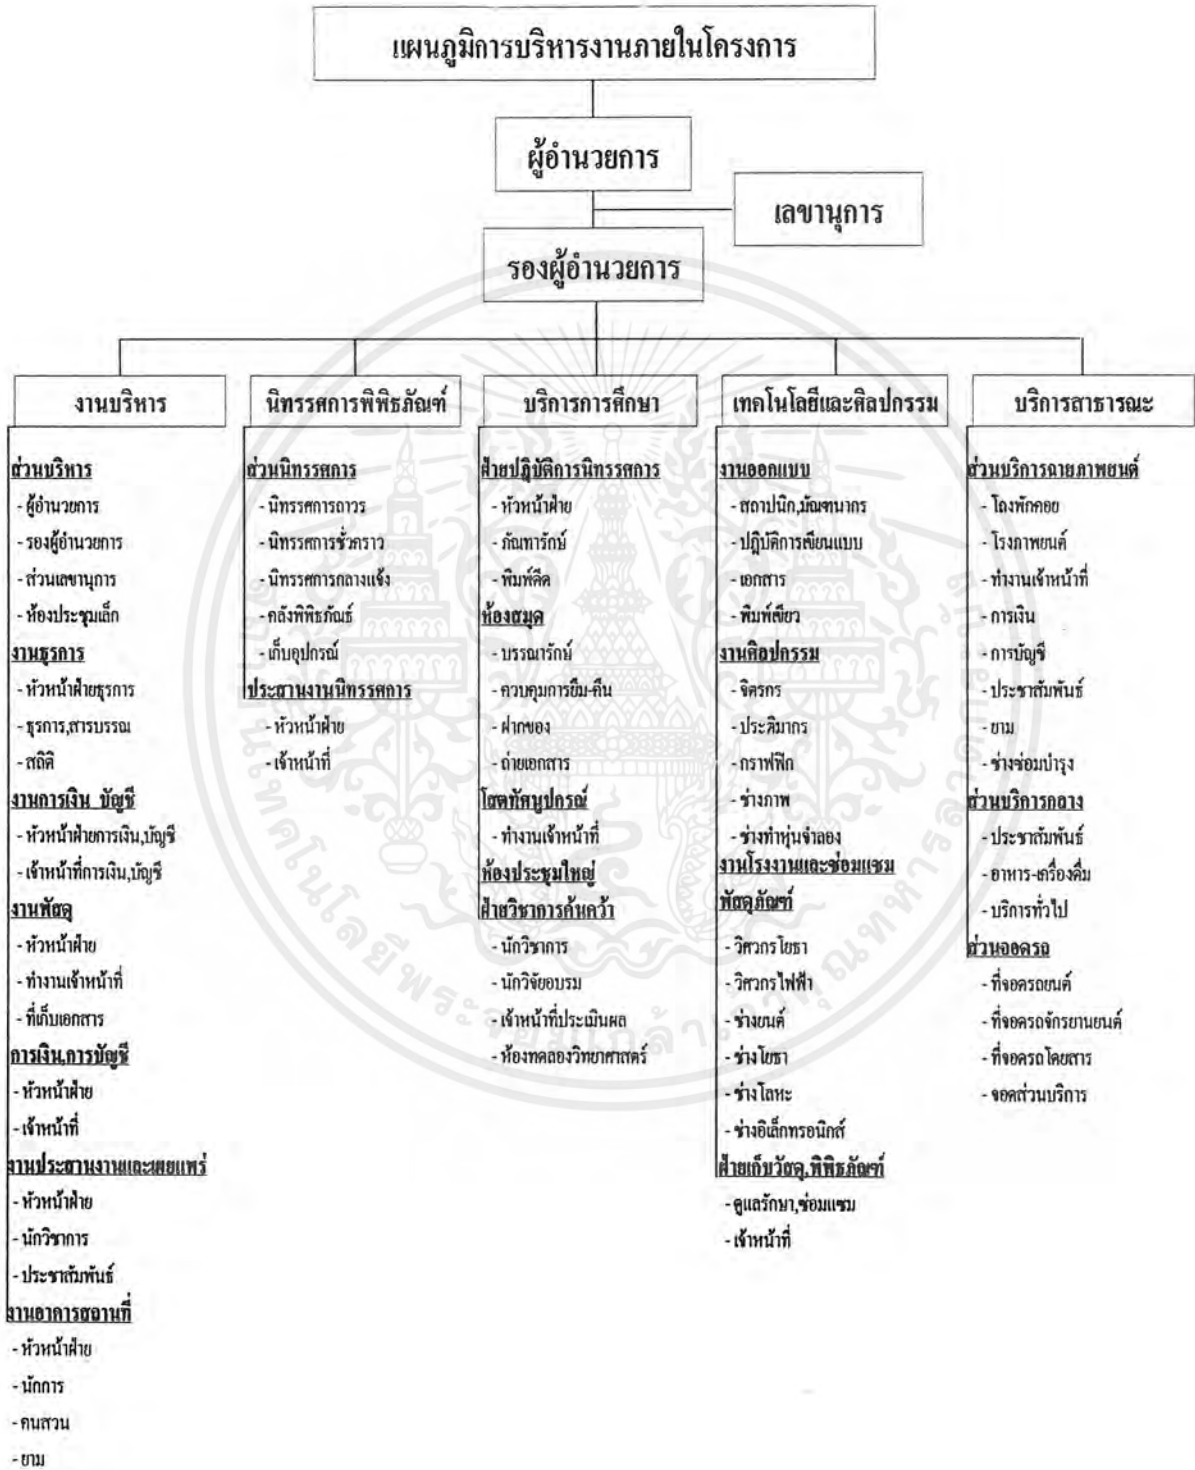 แผนภูมิการบริหารงานภายในโครงการ
ผู้อำนวยการ
เลขานุการ
รองผู้อำนวยการ
งานบริหาร
ส่วนบริหาร
- ผู้อำนวยการ
- รองผู้อำนวยการ
- ส่วนเลขานุการ
- ห้องประชุมเล็ก
งานธุรการ
- หัวหน้าฝ่ายธุรการ
- ธุรการ,สารบรรณ
- สถิติ
งานการเงิน บัญชี
- หัวหน้าฝ่ายการเงิน,บัญชี
- เจ้าหน้าที่การเงิน,บัญชี
งานพัสดุ
- หัวหน้าฝ่าย
- ทำงานเจ้าหน้าที่
- ที่เก็บเอกสาร
การเงิน,การบัญชี
- หัวหน้าฝ่าย
- เจ้าหน้าที่
งานประสานงานและเผยแพร่
- หัวหน้าฝ่าย
- นักวิชาการ
- ประชาสัมพันธ์
งานอาคารสถานที่
- หัวหน้าฝ่าย
- นักการ
- คนสวน
- ยาม
นิทรรศการพิพิธภัณฑ์
ส่วนนิทรรศการ
- นิทรรศการถาวร
- นิทรรศการชั่วคราว
- นิทรรศการกลางแจ้ง
- คลังพิพิธภัณธ์
- เก็บอุปกรณ์
ประสานงานนิทรรศการ
- หัวหน้าฝ่าย
- เจ้าหน้าที่
บริการการศึกษา
ฝ่ายปฎิบัติการนิทรรศการ
- หัวหน้าฝ่าย
- ภัณฑารักษ์
- พิมพ์ดีด
ห้องสมุด
- บรรณารักษ์
- ควบคุมการยืม-คืน
- ฝากของ
- ถ่ายเอกสาร
โสตทัศนูปกรณ์
- ทำงานเจ้าหน้าที่
ห้องประชุมใหญ่
ฝ่ายวิชาการค้นคว้า
- นักวิชาการ
- นักวิจัยอบรม
- เจ้าหน้าที่ประเมินผล
- ห้องทดลองวิทยาศาสตร์
เทคโนโลยีและศิลปกรรม
งานออกแบบ
- สถาปนิก,มัณฑนากร
- ปฎิบัติการเขียนแบบ
- เอกสาร
- พิมพ์เขียว
งานศิลปกรรม
- จิตรกร
- ประติมากร
- กราฟฟิก
- ช่างภาพ
- ช่างทำหุ่นจำลอง
งานโรงงานและซ่อมแซม
พัสดุภัณฑ์
- วิศวกรโยธา
- วิศวกรไฟฟ้า
- ช่างยนต์
- ช่างโยธา
- ช่างโลหะ
- ช่างอิเล็กทรอนิกส์
ฝ่ายเก็บวัสดุ,พิพิธภัณฑ์
- ดูแลรักษา,ซ่อมแซม
- เจ้าหน้าที่
บริการสาธารณะ
ส่วนบริการฉายภาพยนต์
- โถงพักคอย
- โรงภาพยนต์
- ทำงานเจ้าหน้าที่
- การเงิน
- การบัญชี
- ประชาสัมพันธ์
- ยาม
- ช่างซ่อมบำรุง
ส่วนบริการกลาง
- ประชาสัมพันธ์
- อาหาร-เครื่องดื่ม
- บริการทั่วไป
ส่วนจอดรถ
- ที่จอดรถยนต์
- ที่จอดรถจักรยานยนต์
- ที่จอดรถโดยสาร
- จอดส่วนบริการ